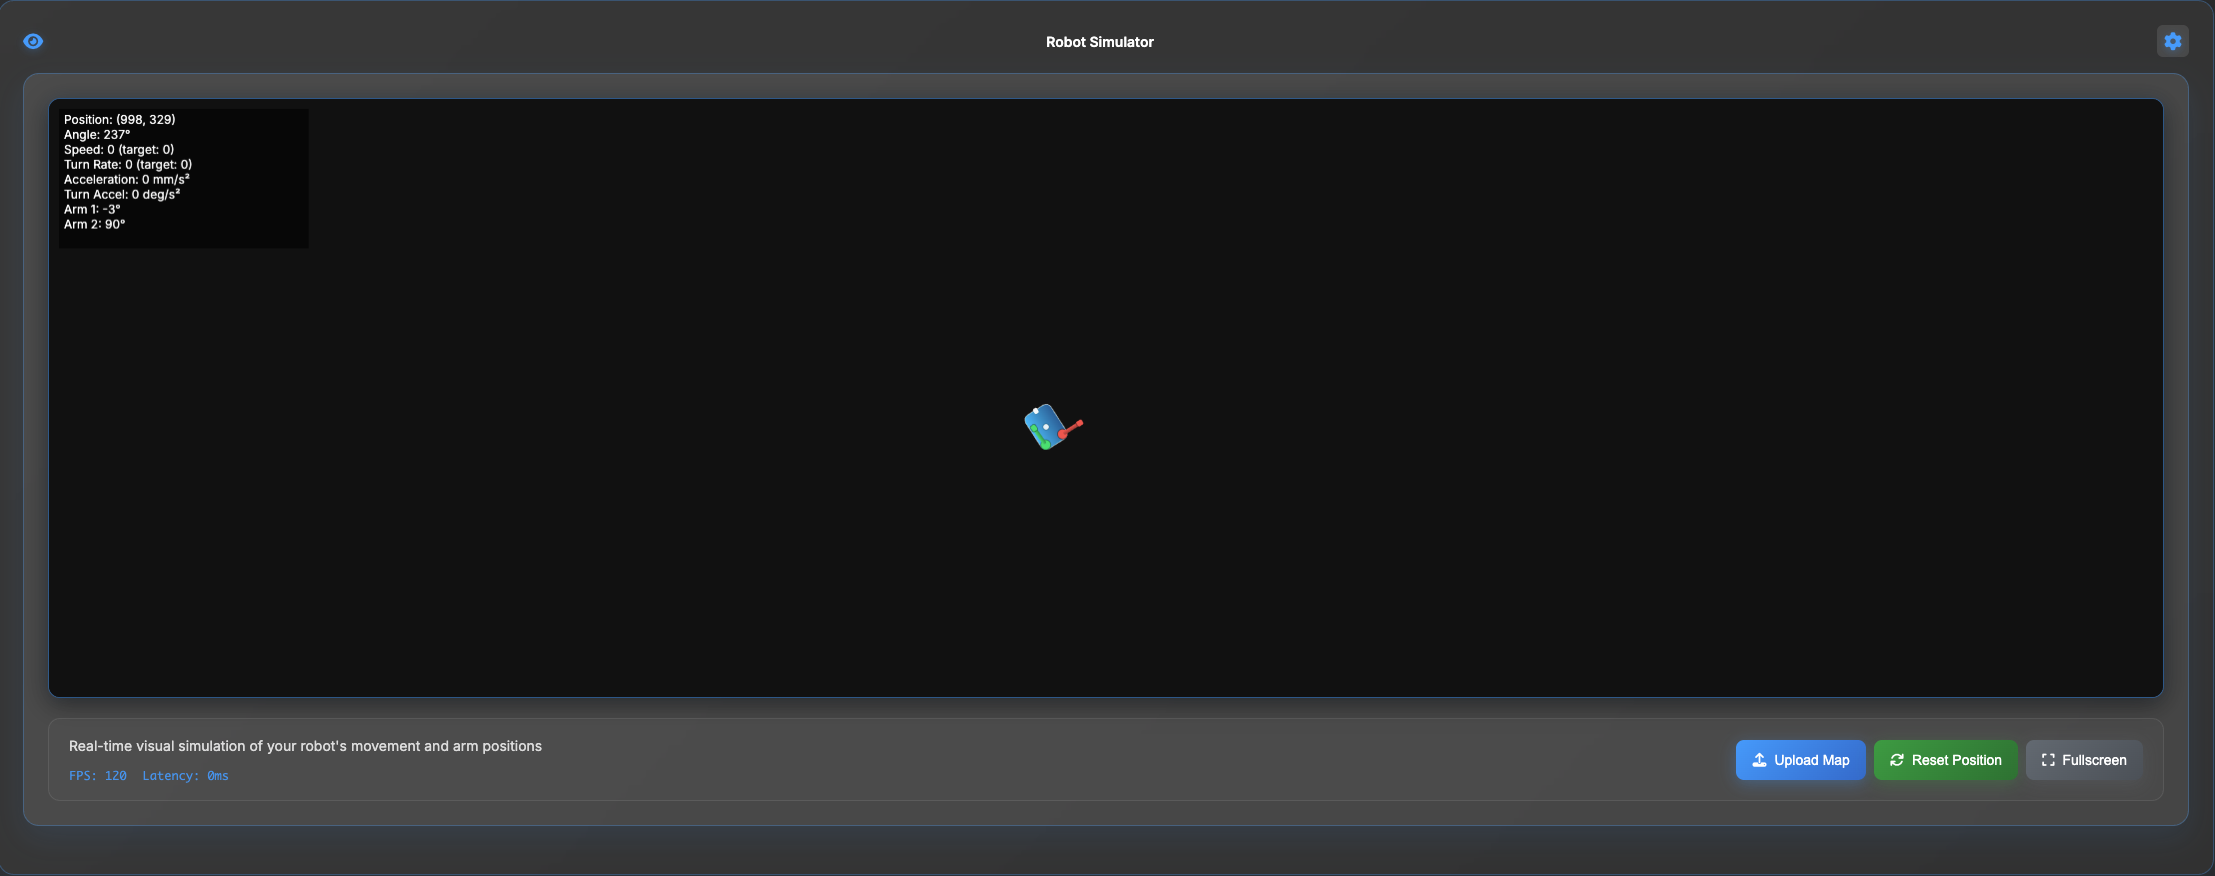 Robot Simulator
Position: (998, 329)
Angle: 237°
Speed: 0 (target: 0)
Turn Rate: 0 (target: 0)
Acceleration: 0 mm/s²
Turn Accel: 0 deg/s²
Arm 1: -3°
Arm 2: 90°
Real-time visual simulation of your robot's movement and arm positions
FPS: 120 Latency: 0ms
Upload Map
Reset Position
Fullscreen